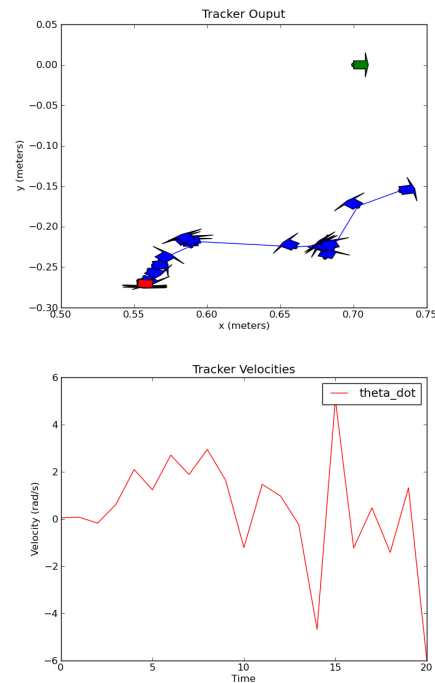 Tracker Ouput
0.05
0.00
−0.05
−0.10
−0.15
−0.20
−0.25
−0.30
y (meters)
0.50 0.55 0.60 0.65 0.70 0.75
x (meters)
Tracker Velocities
theta_dot
6
4
2
0
−2
−4
−6
Velocity (rad/s)
0 5 10 15 20
Time